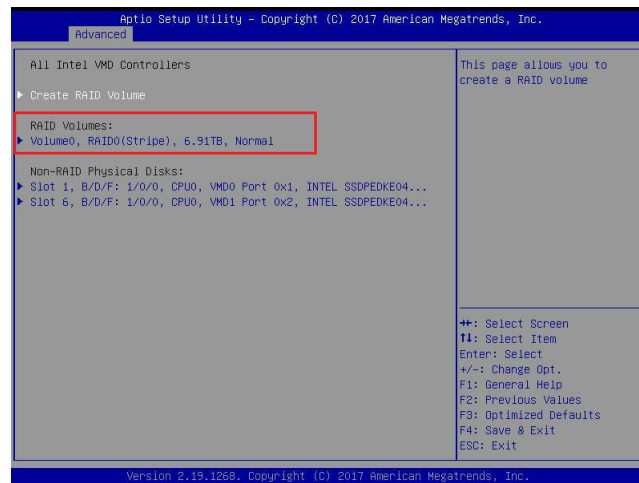 Aptio Setup Utility – Copyright (C) 2017 American Megatrends, Inc.
Advanced
All Intel VMD Controllers
Create RAID Volume
RAID Volumes:
Volume0, RAID0(Stripe), 6.91TB, Normal
Non-RAID Physical Disks:
Slot 1, B/D/F: 1/0/0, CPU0, VMD0 Port 0x1, INTEL SSDPEDKE04...
Slot 6, B/D/F: 1/0/0, CPU0, VMD1 Port 0x2, INTEL SSDPEDKE04...
This page allows you to
create a RAID volume
→←: Select Screen
↑↓: Select Item
Enter: Select
+/-: Change Opt.
F1: General Help
F2: Previous Values
F3: Optimized Defaults
F4: Save & Exit
ESC: Exit
Version 2.19.1268. Copyright (C) 2017 American Megatrends, Inc.